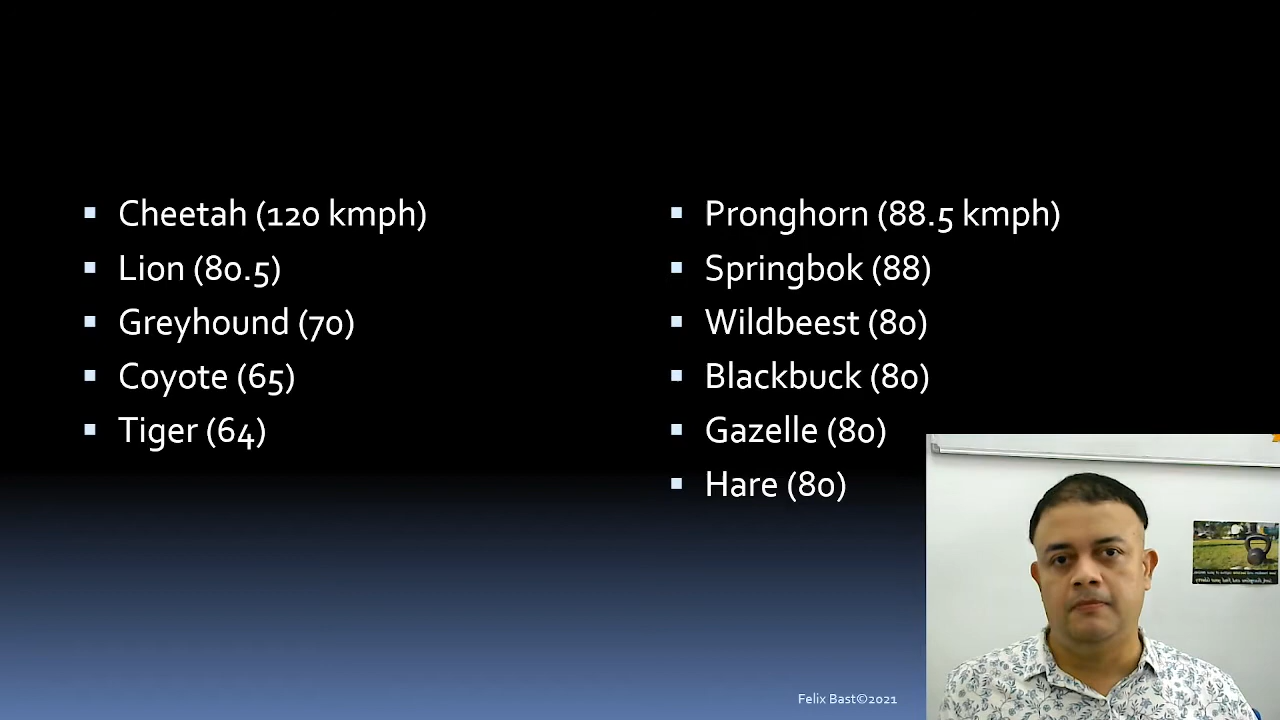 Cheetah (120 kmph)
Lion (80.5)
Greyhound (70)
Coyote (65)
Tiger (64)
Pronghorn (88.5 kmph)
Springbok (88)
Wildbeest (80)
Blackbuck (80)
Gazelle (80)
Hare (80)
Felix Bast©2021